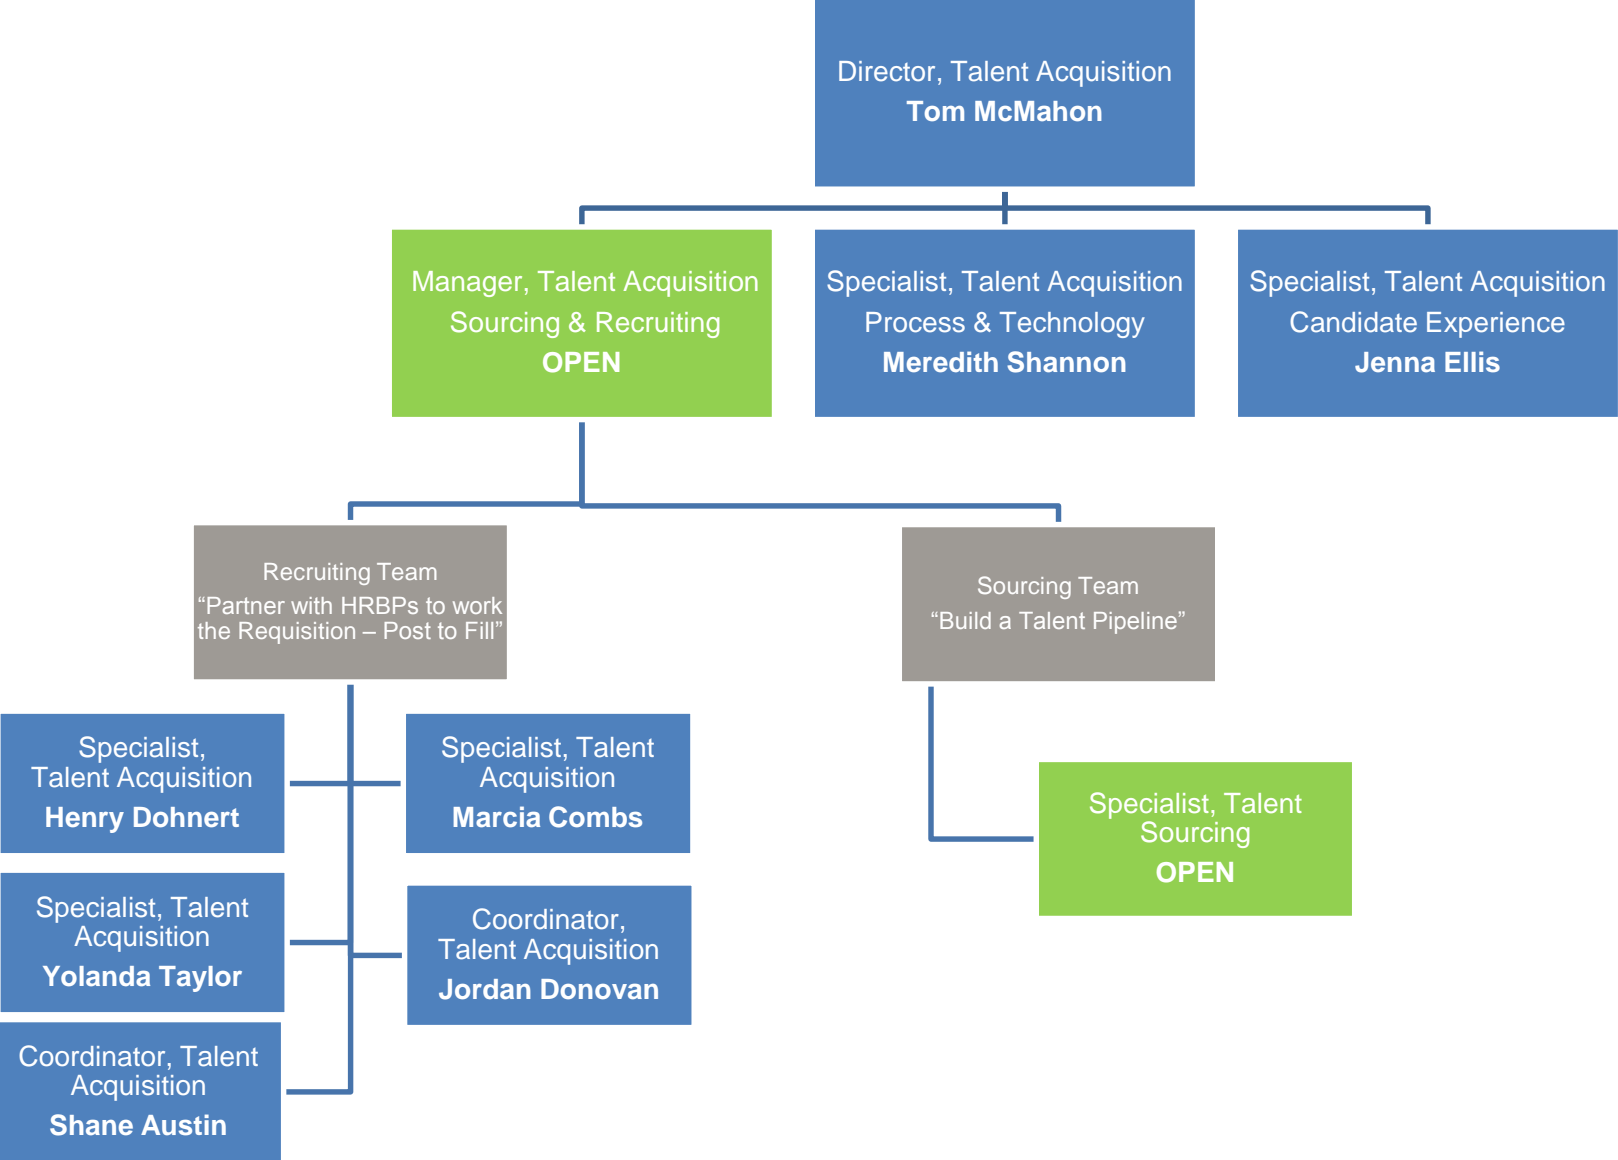 Director, Talent Acquisition
Tom McMahon
Manager, Talent Acquisition
Sourcing & Recruiting
OPEN
Specialist, Talent Acquisition
Process & Technology
Meredith Shannon
Specialist, Talent Acquisition
Candidate Experience
Jenna Ellis
Recruiting Team
“Partner with HRBPs to work
the Requisition – Post to Fill”
Sourcing Team
“Build a Talent Pipeline”
Specialist,
Talent Acquisition
Henry Dohnert
Specialist, Talent
Acquisition
Marcia Combs
Specialist, Talent
Sourcing
OPEN
Specialist, Talent
Acquisition
Yolanda Taylor
Coordinator,
Talent Acquisition
Jordan Donovan
Coordinator, Talent
Acquisition
Shane Austin